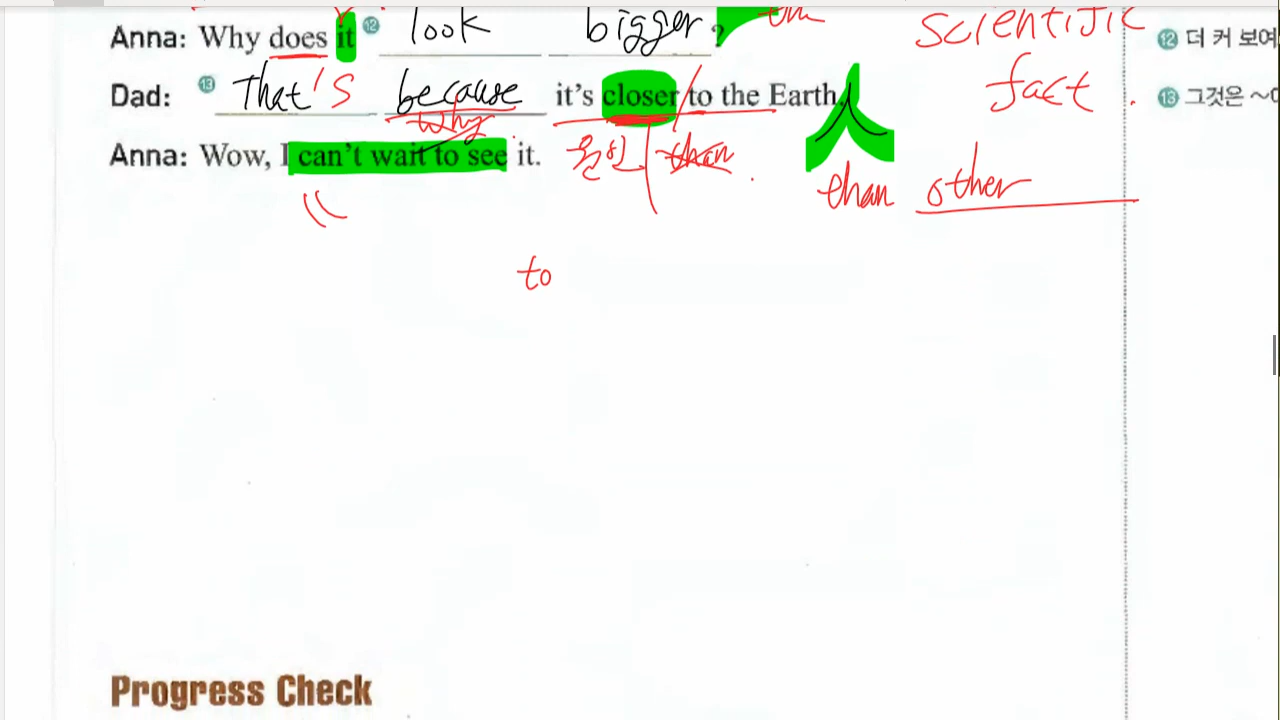 Anna: Why does it ⑫ look bigger?
scientific
⑫ 더 커 보여
Dad: ⑬ That's because it's closer to the Earth.
fact.
⑬ 그것은 ~
why
Anna: Wow, I can't wait to see it.
원인 than
than other
to
Progress Check